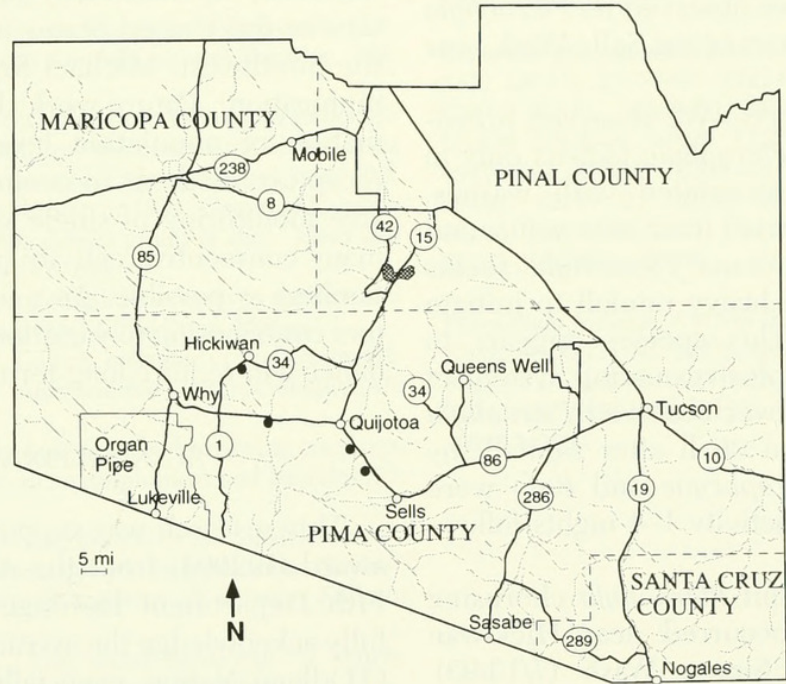 MARICOPA COUNTY
Mobile
238
PINAL COUNTY
8
42
15
85
Hickiwan
34
Queens Well
34
Why
Tucson
Quijotoa
Organ
Pipe
1
86
10
286
19
Lukeville
Sells
PIMA COUNTY
5 mi
SANTA CRUZ
COUNTY
N
Sasabe
289
Nogales